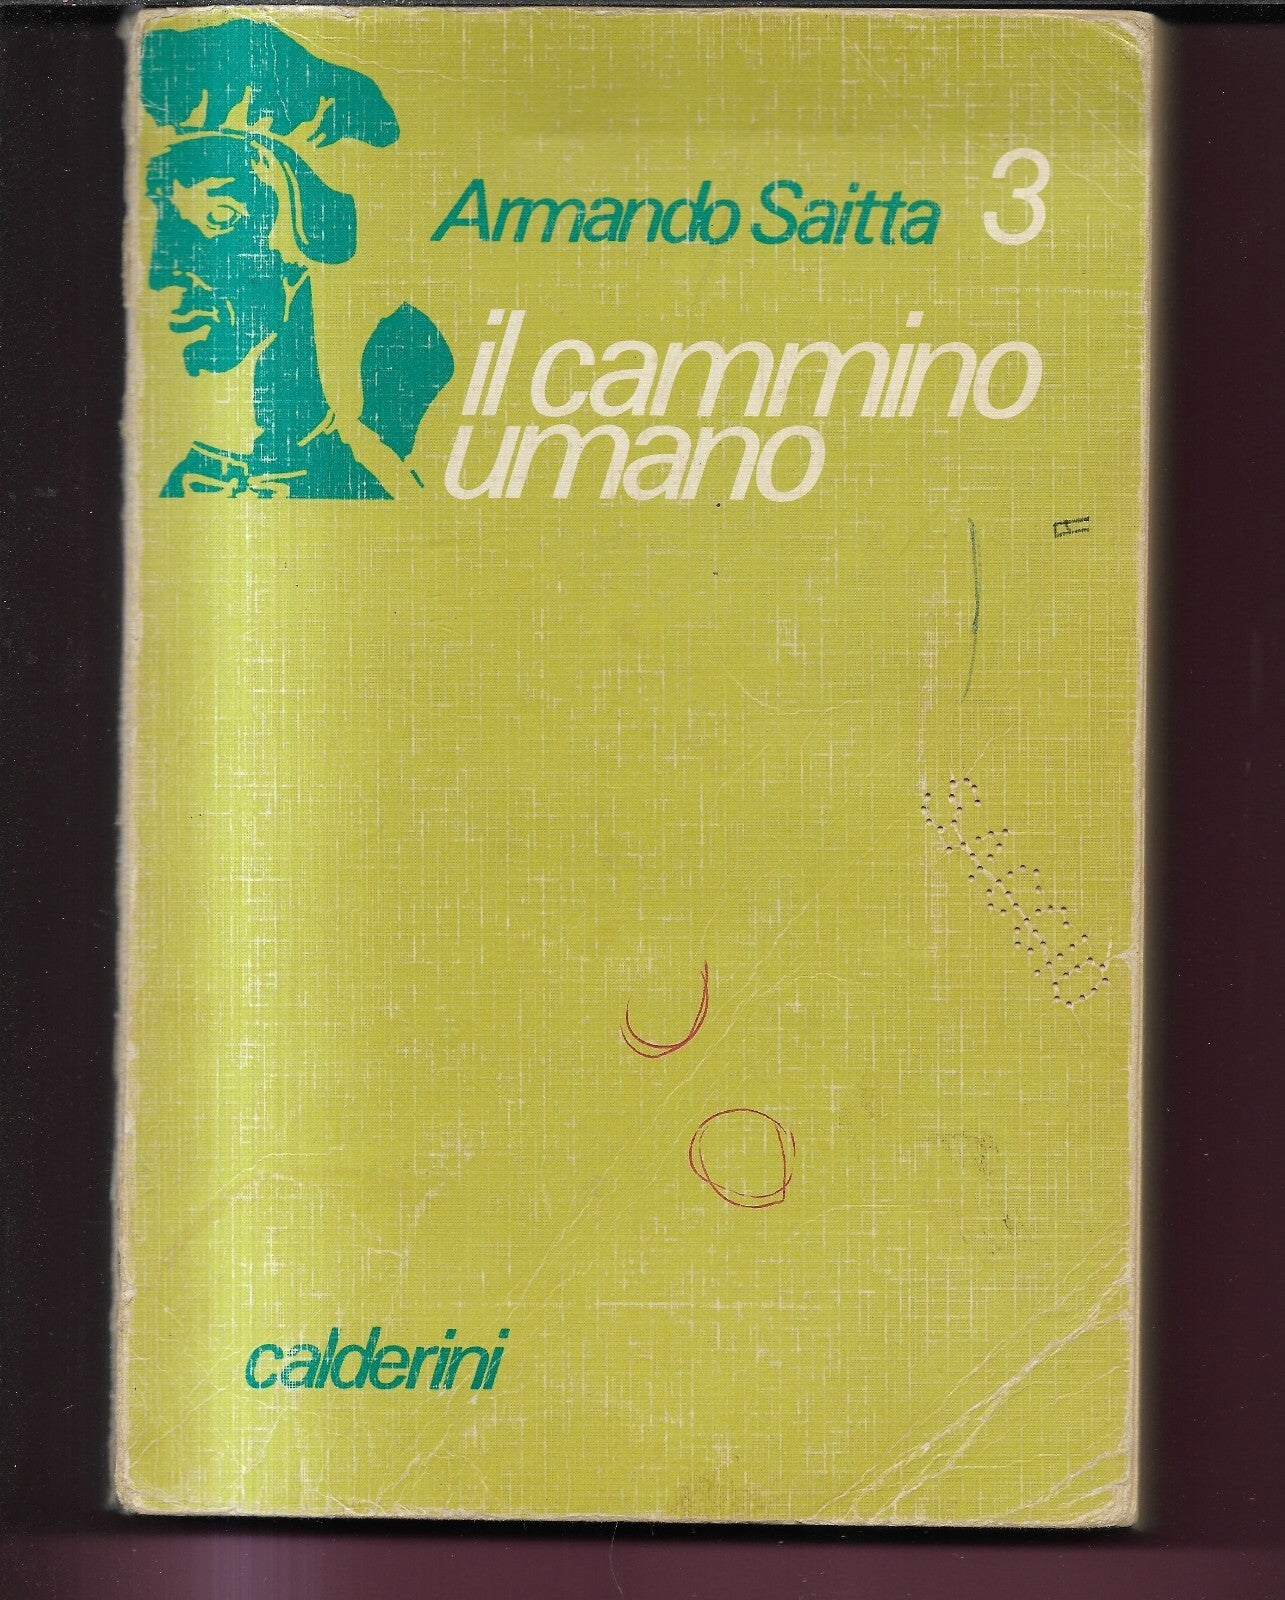 Armando Saitta 3
il cammino
umano
calderini